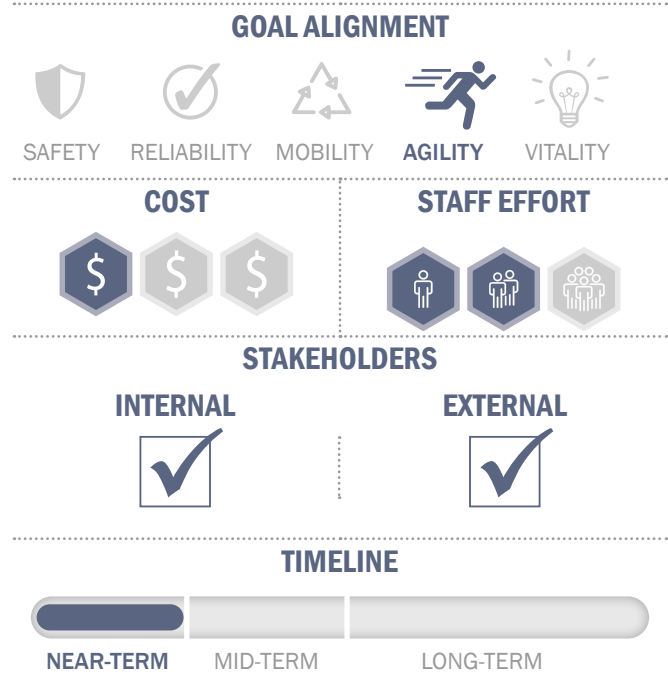 GOAL ALIGNMENT
SAFETY RELIABILITY MOBILITY AGILITY VITALITY
COST STAFF EFFORT
$ $ $
STAKEHOLDERS
INTERNAL EXTERNAL
TIMELINE
NEAR-TERM MID-TERM LONG-TERM